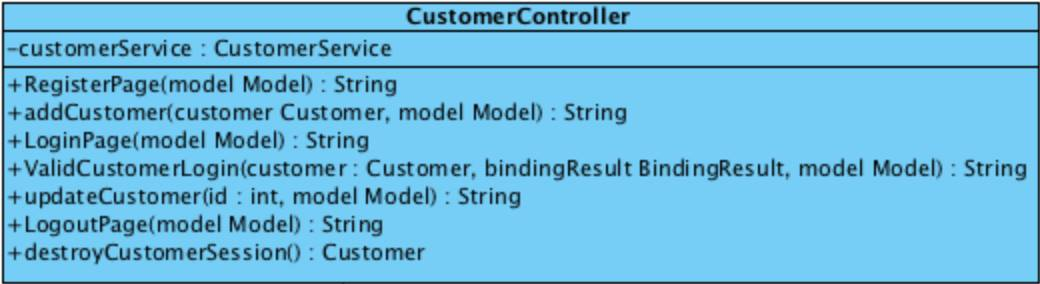 CustomerController
-customerService : CustomerService
+RegisterPage(model Model) : String
+addCustomer(customer Customer, model Model) : String
+LoginPage(model Model) : String
+ValidCustomerLogin(customer : Customer, bindingResult BindingResult, model Model) : String
+updateCustomer(id : int, model Model) : String
+LogoutPage(model Model) : String
+destroyCustomerSession() : Customer